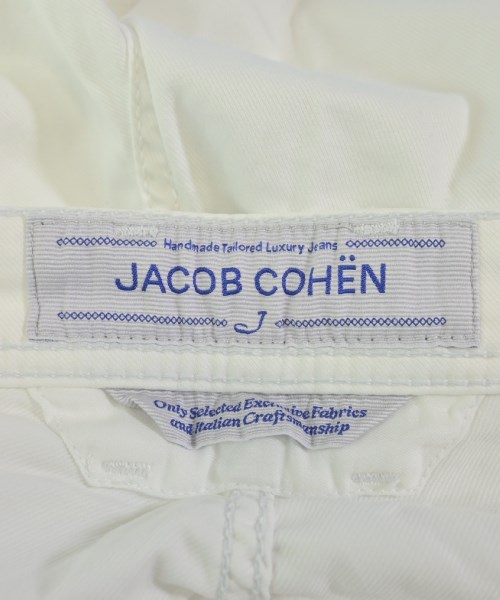 Handmade Tailored Luxury Jeans
JACOB COHËN
J
Only Selected Exclusive Fabrics
and Italian Craftsmanship